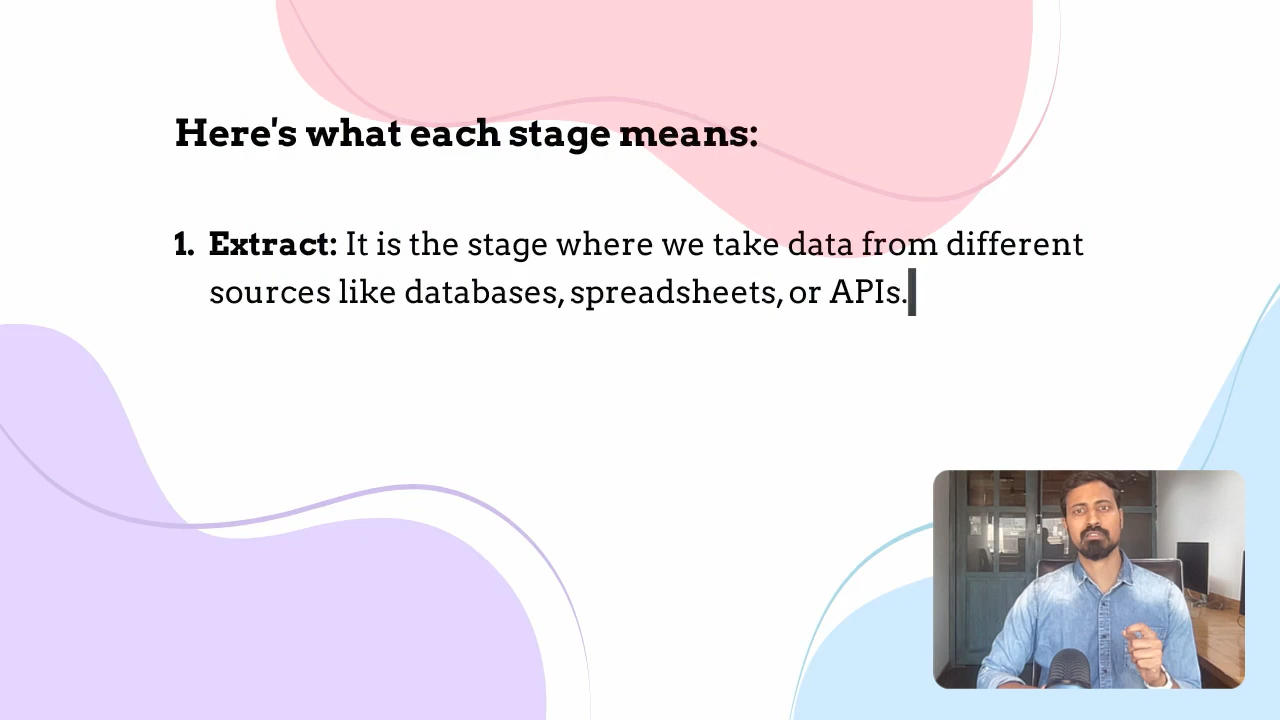 Here's what each stage means:
1. Extract: It is the stage where we take data from different
sources like databases, spreadsheets, or APIs.